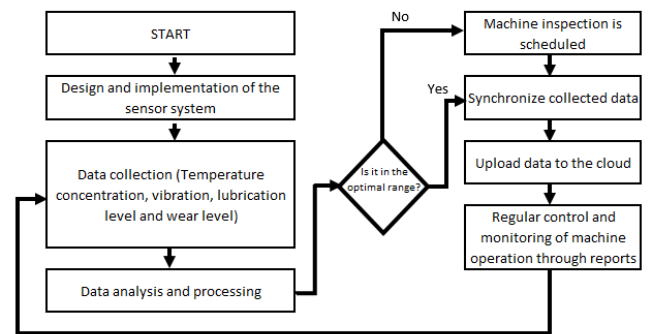 START
Design and implementation of the
sensor system
Data collection (Temperature
concentration, vibration, lubrication
level and wear level)
Data analysis and processing
Is it in the
optimal range?
No
Yes
Machine inspection is
scheduled
Synchronize collected data
Upload data to the cloud
Regular control and
monitoring of machine
operation through reports